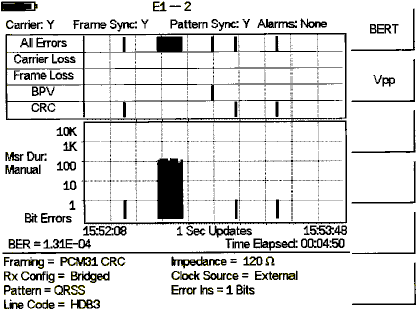 E1 -- 2
Carrier: Y Frame Sync: Y Pattern Sync: Y Alarms: None
All Errors
Carrier Loss
Frame Loss
BPV
CRC
BERT
Vpp
10K
1K
Msr Dur: 100
Manual
10
1
Bit Errors
15:52:08 1 Sec Updates 15:53:48
BER = 1.31E-04 Time Elapsed: 00:04:50
Framing = PCM31 CRC Impedance = 120 Ω
Rx Config = Bridged Clock Source = External
Pattern = QRSS Error Ins = 1 Bits
Line Code = HDB3